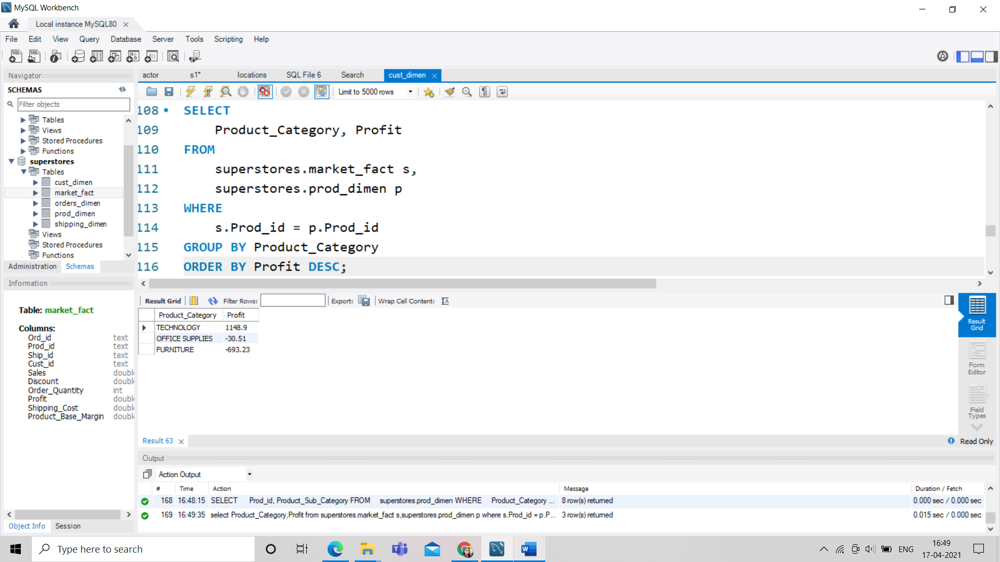 MySQL Workbench
Local instance MySQL80
File Edit View Query Database Server Tools Scripting Help
Navigator
SCHEMAS
Filter objects
Tables
Views
Stored Procedures
Functions
superstores
Tables
cust_dimen
market_fact
orders_dimen
prod_dimen
shipping_dimen
Views
Stored Procedures
Functions
Administration Schemas
Information
Table: market_fact
Columns:
Ord_id text
Prod_id text
Ship_id text
Cust_id text
Sales doubl
Discount doubl
Order_Quantity int
Profit doubl
Shipping_Cost doubl
Product_Base_Margin doubl
Object Info Session
actor s1* locations SQL File 6 Search cust_dimen
Limit to 5000 rows
108 SELECT
109 Product_Category, Profit
110 FROM
111 superstores.market_fact s,
112 superstores.prod_dimen p
113 WHERE
114 s.Prod_id = p.Prod_id
115 GROUP BY Product_Category
116 ORDER BY Profit DESC;
Result Grid Filter Rows: Export: Wrap Cell Content:
Product_Category Profit
TECHNOLOGY 1148.9
OFFICE SUPPLIES -30.51
FURNITURE -693.23
Result Grid
Form Editor
Field Types
Result 63
Read Only
Output
Action Output
# Time Action Message Duration / Fetch
168 16:48:15 SELECT Prod_id, Product_Sub_Category FROM superstores.prod_dimen WHERE Product_Category ... 8 row(s) returned 0.000 sec / 0.000 sec
169 16:49:35 select Product_Category,Profit from superstores.market_fact s,superstores.prod_dimen p where s.Prod_id = p.P... 3 row(s) returned 0.015 sec / 0.000 sec
Type here to search
ENG
16:49
17-04-2021